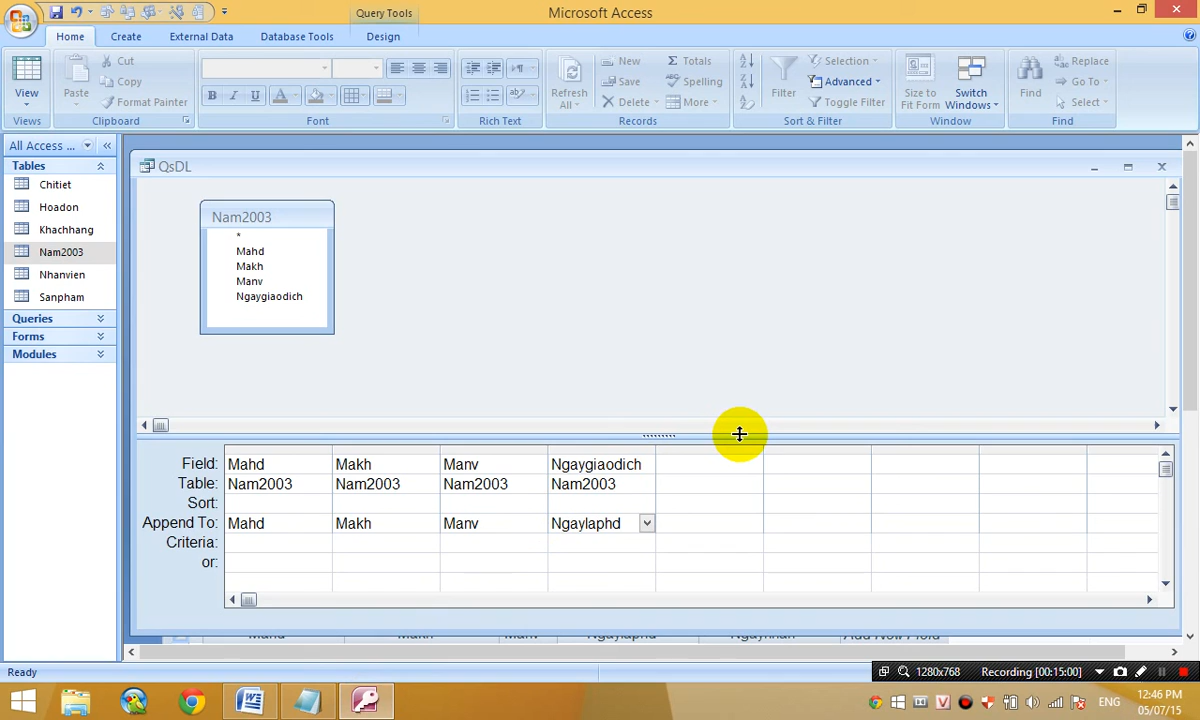 Query Tools
Microsoft Access
Home
Create
External Data
Database Tools
Design
View
Views
Paste
Cut
Copy
Format Painter
Clipboard
B I U A
Font
Rich Text
Refresh
All
New
Save
Delete
Totals
Spelling
More
Records
Filter
Selection
Advanced
Toggle Filter
Sort & Filter
Size to
Fit Form
Switch
Windows
Window
Find
Replace
Go To
Select
Find
All Access ...
Tables
Chitiet
Hoadon
Khachhang
Nam2003
Nhanvien
Sanpham
Queries
Forms
Modules
QsDL
Nam2003
*
Mahd
Makh
Manv
Ngaygiaodich
Field: Mahd Makh Manv Ngaygiaodich
Table: Nam2003 Nam2003 Nam2003 Nam2003
Sort:
Append To: Mahd Makh Manv Ngaylaphd
Criteria:
or:
Ready
1280x768
Recording [00:15:00]
ENG
12:46 PM
05/07/15